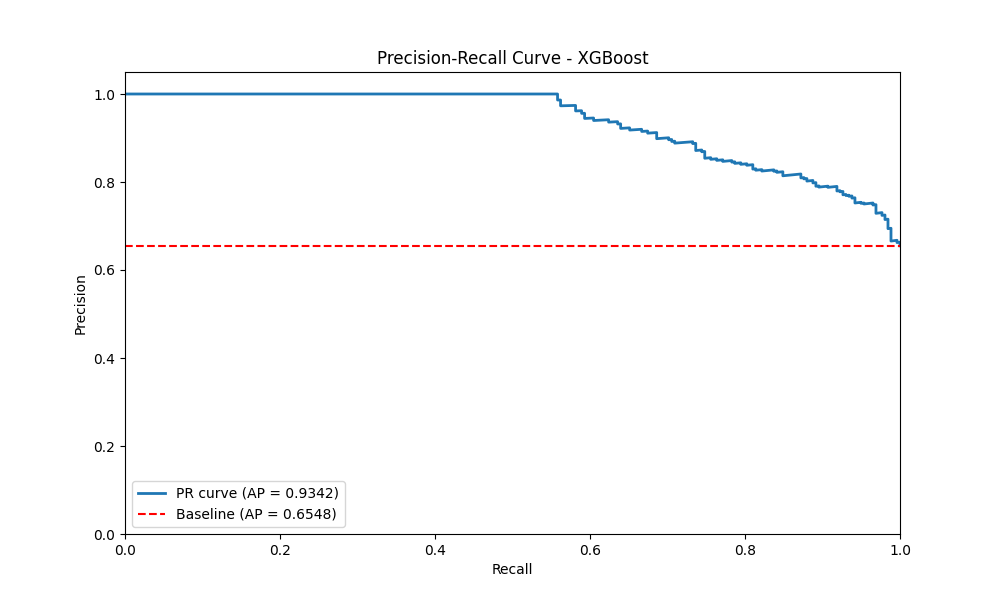 Precision-Recall Curve - XGBoost
1.0
0.8
0.6
0.4
0.2
0.0
Precision
PR curve (AP = 0.9342)
Baseline (AP = 0.6548)
0.0 0.2 0.4 0.6 0.8 1.0
Recall